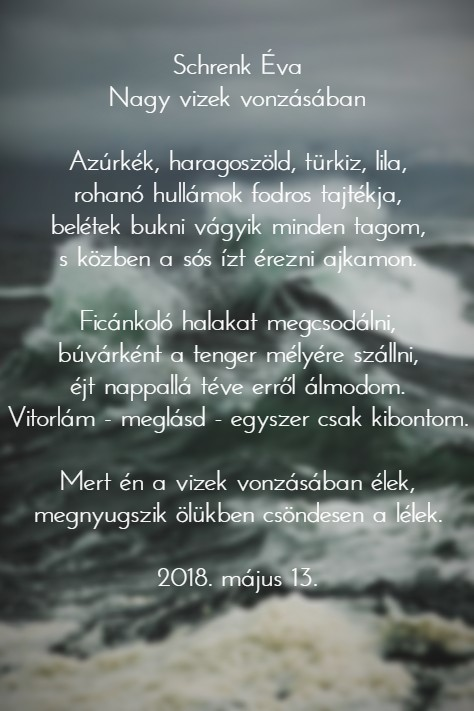 Schrenk Éva
Nagy vizek vonzásában
Azúrkék, haragoszöld, türkiz, lila,
rohanó hullámok fodros tajtékja,
belétek bukni vágyik minden tagom,
s közben a sós ízt érezni ajkamon.
Ficánkoló halakat megcsodálni,
búvárként a tenger mélyére szállni,
éjt nappallá téve erről álmodom.
Vitorlám - meglásd - egyszer csak kibontom.
Mert én a vizek vonzásában élek,
megnyugszik ölükben csöndesen a lélek.
2018. május 13.